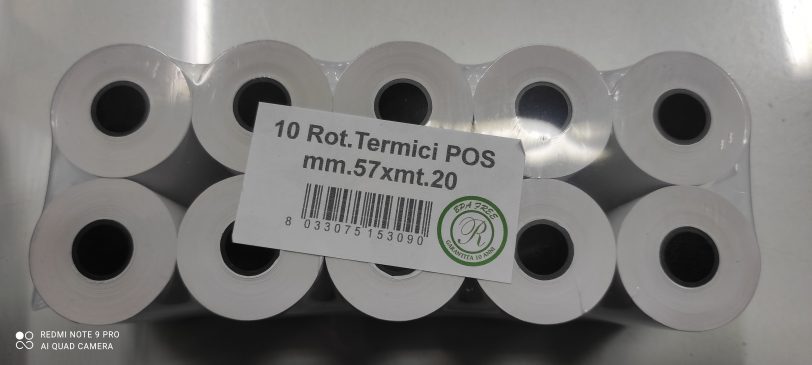 10 Rot.Termici POS
mm.57xmt.20
8 033075 153090
BPA FREE
R
GARANTITA 10 ANNI
REDMI NOTE 9 PRO
AI QUAD CAMERA